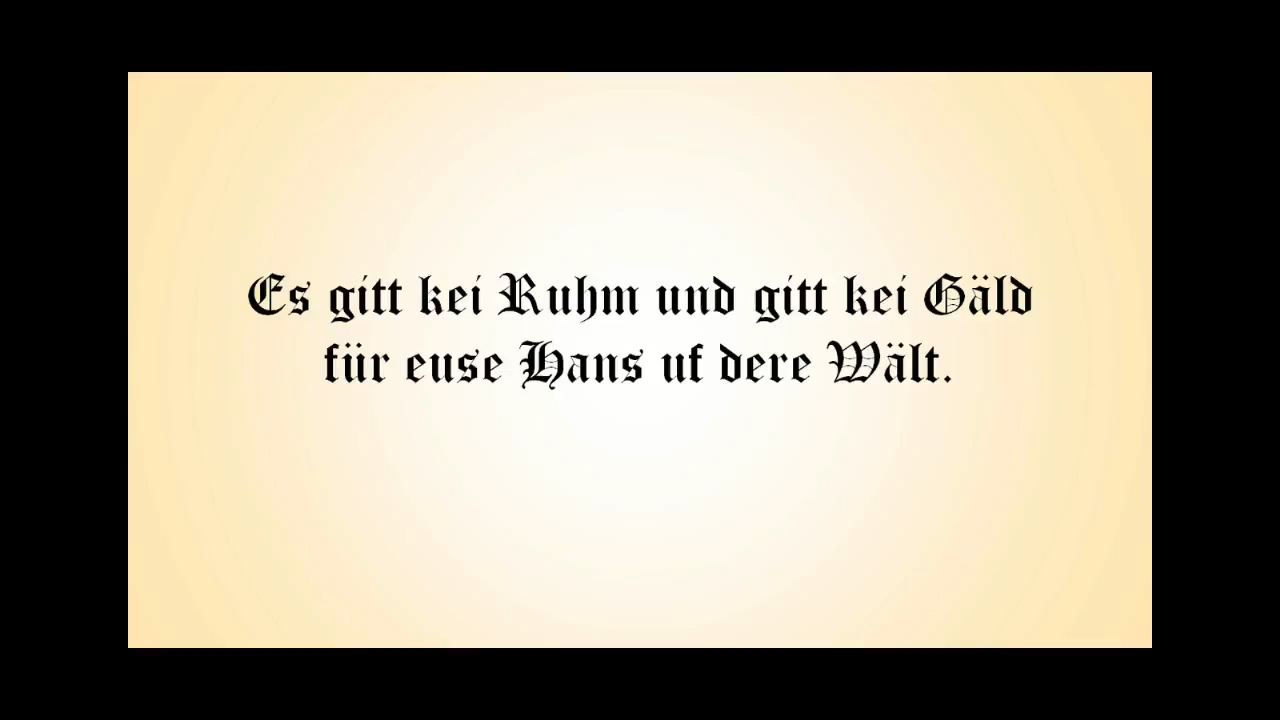 Es gitt kei Ruhm und gitt kei Gäld
für euse Hans uf dere Wält.